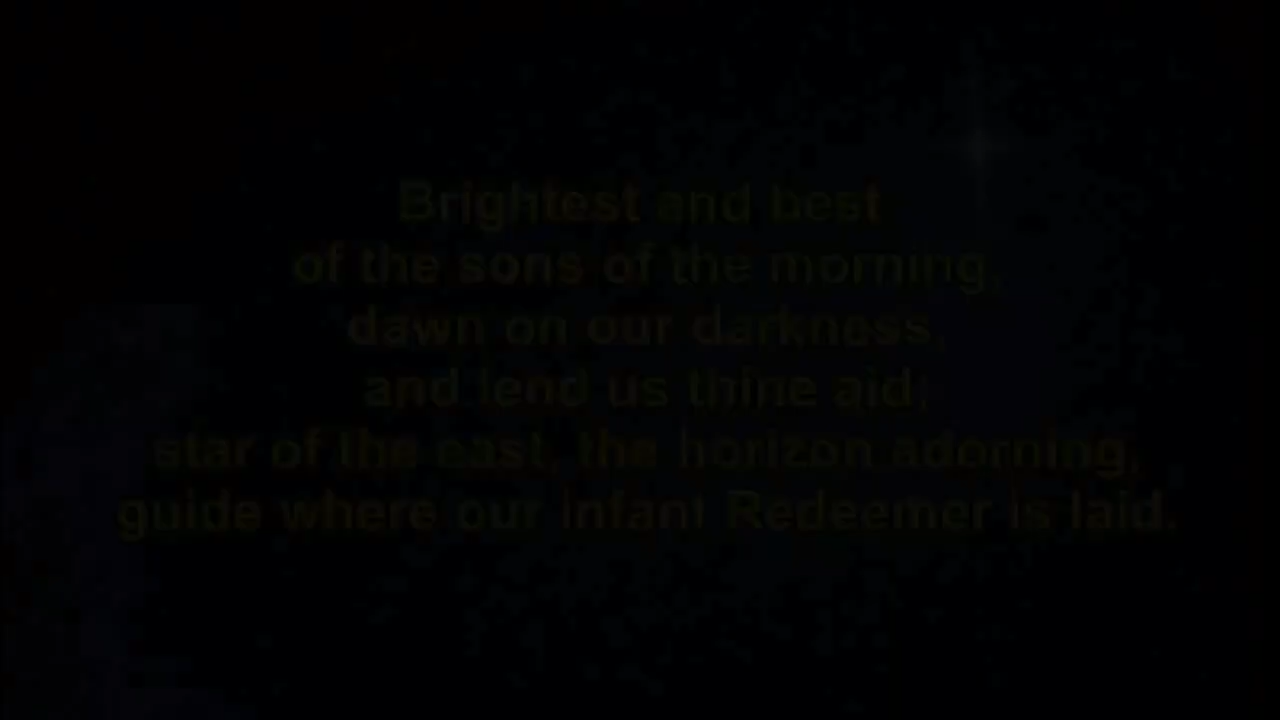 Brightest and best
of the sons of the morning,
dawn on our darkness,
and lend us thine aid;
star of the east, the horizon adorning,
guide where our infant Redeemer is laid.